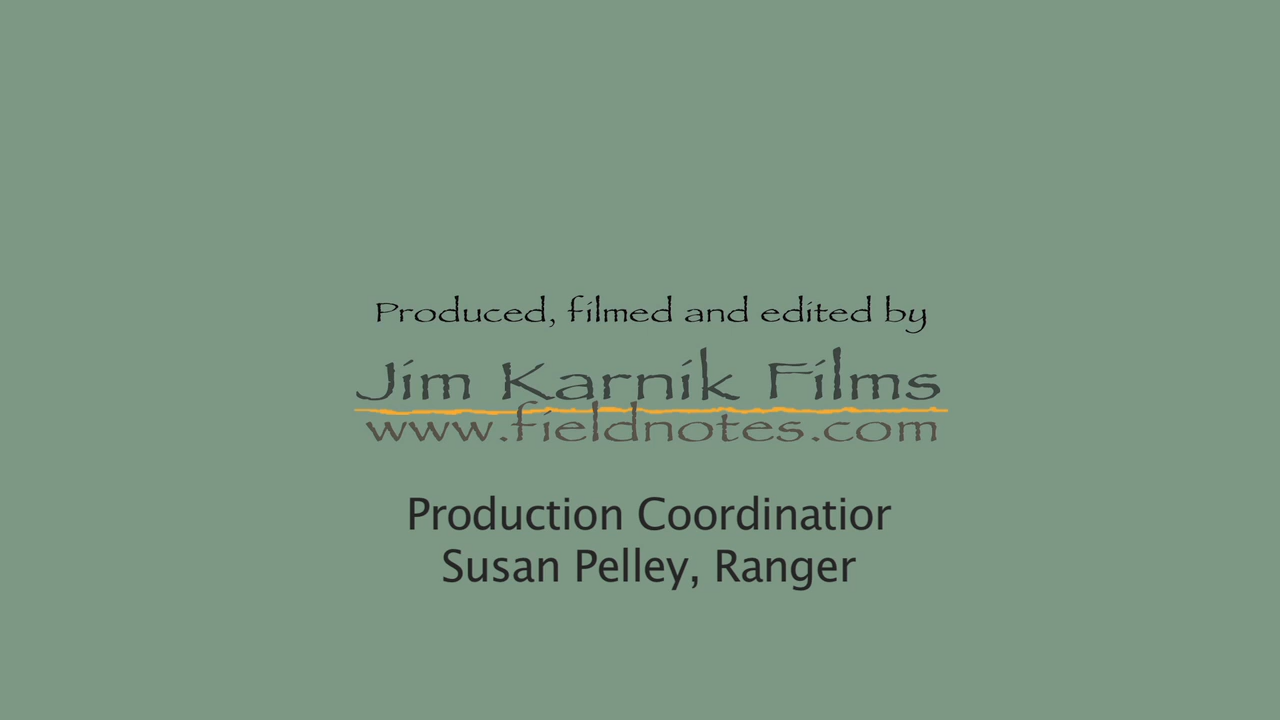 Produced, filmed and edited by
Jim Karnik Films
www.fieldnotes.com
Production Coordinatior
Susan Pelley, Ranger